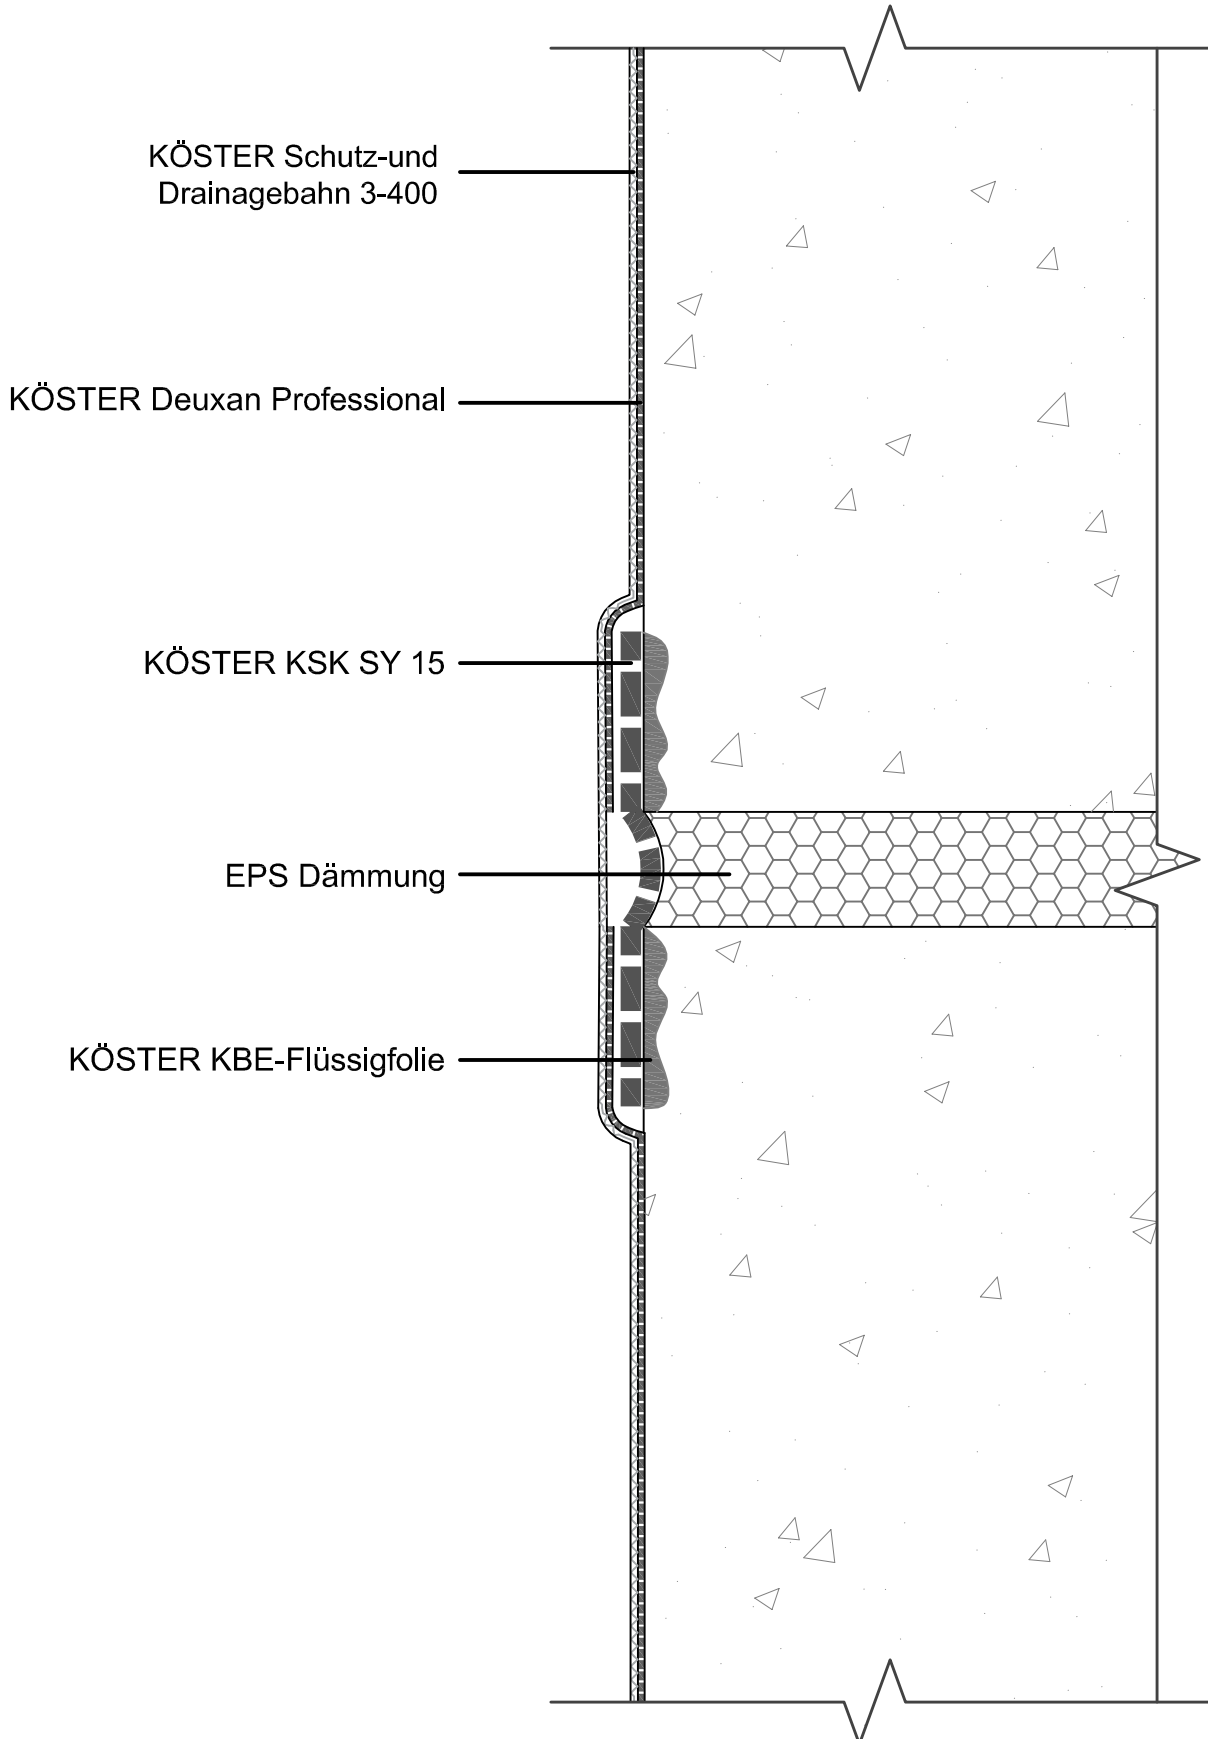 KÖSTER Schutz-und
Drainagebahn 3-400
KÖSTER Deuxan Professional
KÖSTER KSK SY 15
EPS Dämmung
KÖSTER KBE-Flüssigfolie